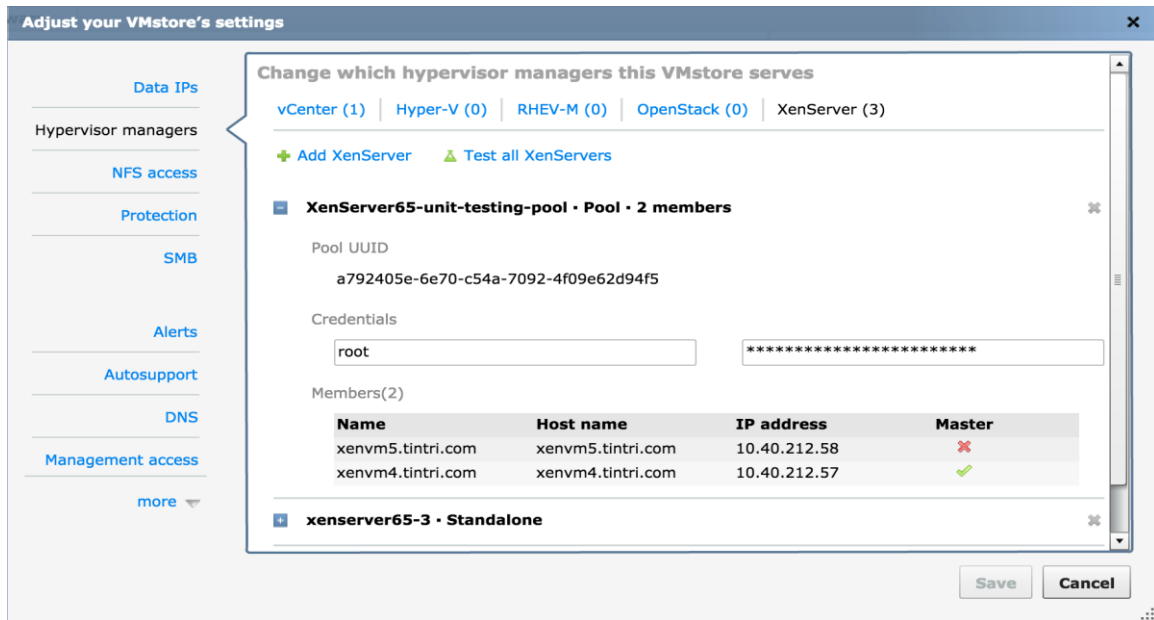 Adjust your VMstore's settings
Data IPs
Hypervisor managers
NFS access
Protection
SMB
Alerts
Autosupport
DNS
Management access
more
Change which hypervisor managers this VMstore serves
vCenter (1) Hyper-V (0) RHEV-M (0) OpenStack (0) XenServer (3)
Add XenServer Test all XenServers
XenServer65-unit-testing-pool · Pool · 2 members
Pool UUID
a792405e-6e70-c54a-7092-4f09e62d94f5
Credentials
root ************************
Members(2)
Name Host name IP address Master
xenvm5.tintri.com xenvm5.tintri.com 10.40.212.58
xenvm4.tintri.com xenvm4.tintri.com 10.40.212.57
xenserver65-3 · Standalone
Save Cancel